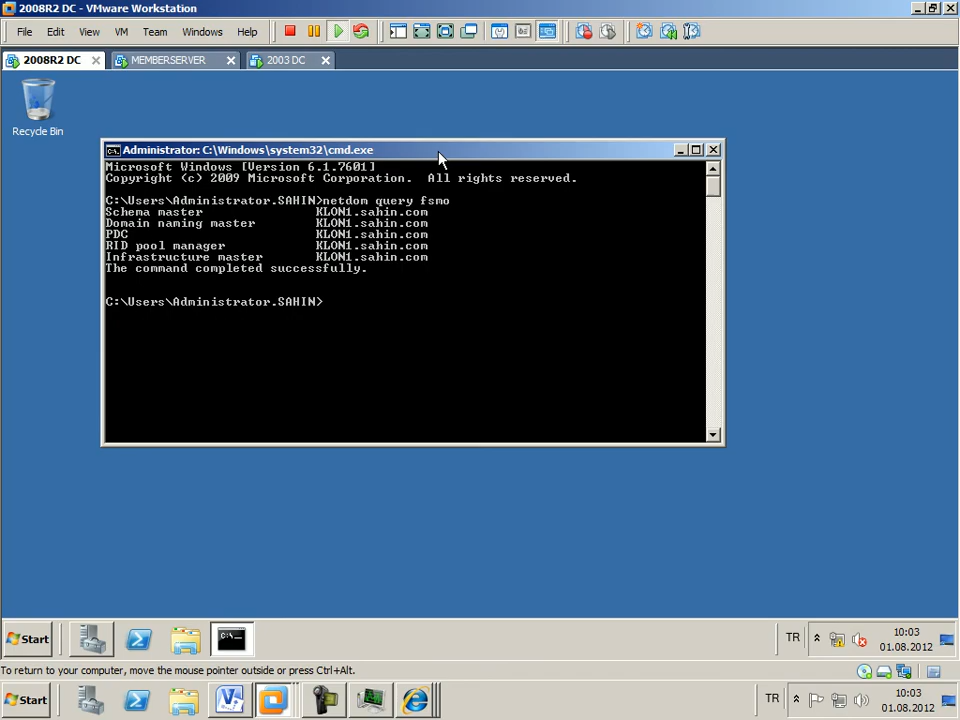 2008R2 DC - VMware Workstation
File Edit View VM Team Windows Help
2008R2 DC MEMBERSERVER 2003 DC
Recycle Bin
Administrator: C:\Windows\system32\cmd.exe
Microsoft Windows [Version 6.1.7601]
Copyright (c) 2009 Microsoft Corporation.  All rights reserved.
C:\Users\Administrator.SAHIN>netdom query fsmo
Schema master KLON1.sahin.com
Domain naming master KLON1.sahin.com
PDC KLON1.sahin.com
RID pool manager KLON1.sahin.com
Infrastructure master KLON1.sahin.com
The command completed successfully.
C:\Users\Administrator.SAHIN>
Start TR 10:03
01.08.2012
To return to your computer, move the mouse pointer outside or press Ctrl+Alt.
Start TR 10:03
01.08.2012